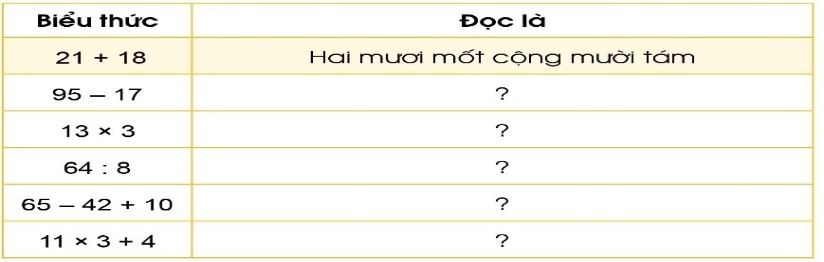 Biểu thức Đọc là
21 + 18 Hai mươi mốt cộng mười tám
95 – 17 ?
13 × 3 ?
64 : 8 ?
65 – 42 + 10 ?
11 × 3 + 4 ?